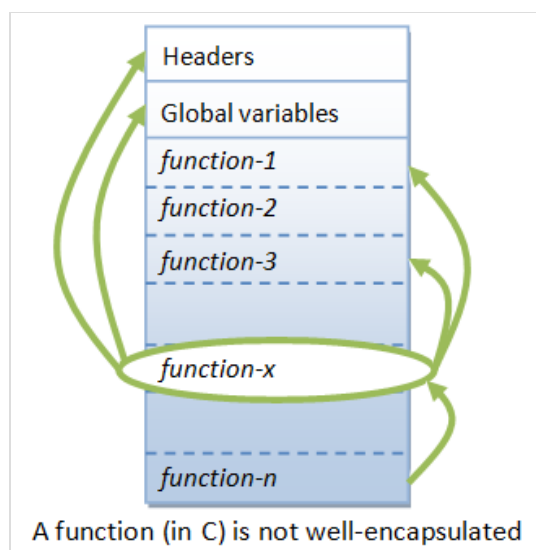 Headers
Global variables
function-1
function-2
function-3
function-x
function-n
A function (in C) is not well-encapsulated